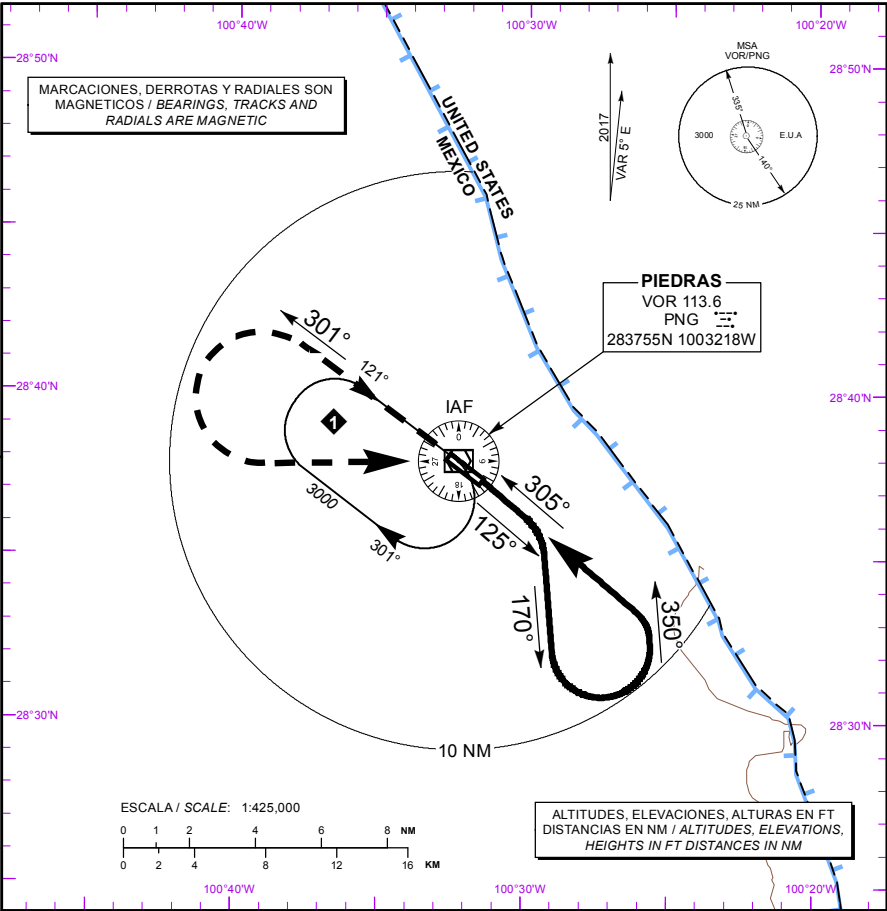 100°40'W
100°30'W
100°20'W
28°50'N
28°50'N
MARCACIONES, DERROTAS Y RADIALES SON
MAGNETICOS / BEARINGS, TRACKS AND
RADIALS ARE MAGNETIC
UNITED STATES
MEXICO
2017
VAR 5° E
MSA
VOR/PNG
335°
3000
E.U.A
140°
25 NM
PIEDRAS
VOR 113.6
PNG
283755N 1003218W
301°
121°
28°40'N
28°40'N
1
IAF
0
27
9
18
3000
301°
305°
125°
170°
350°
28°30'N
28°30'N
10 NM
ESCALA / SCALE: 1:425,000
0 1 2 4 6 8 NM
0 2 4 8 12 16 KM
ALTITUDES, ELEVACIONES, ALTURAS EN FT
DISTANCIAS EN NM / ALTITUDES, ELEVATIONS,
HEIGHTS IN FT DISTANCES IN NM
100°40'W
100°30'W
100°20'W